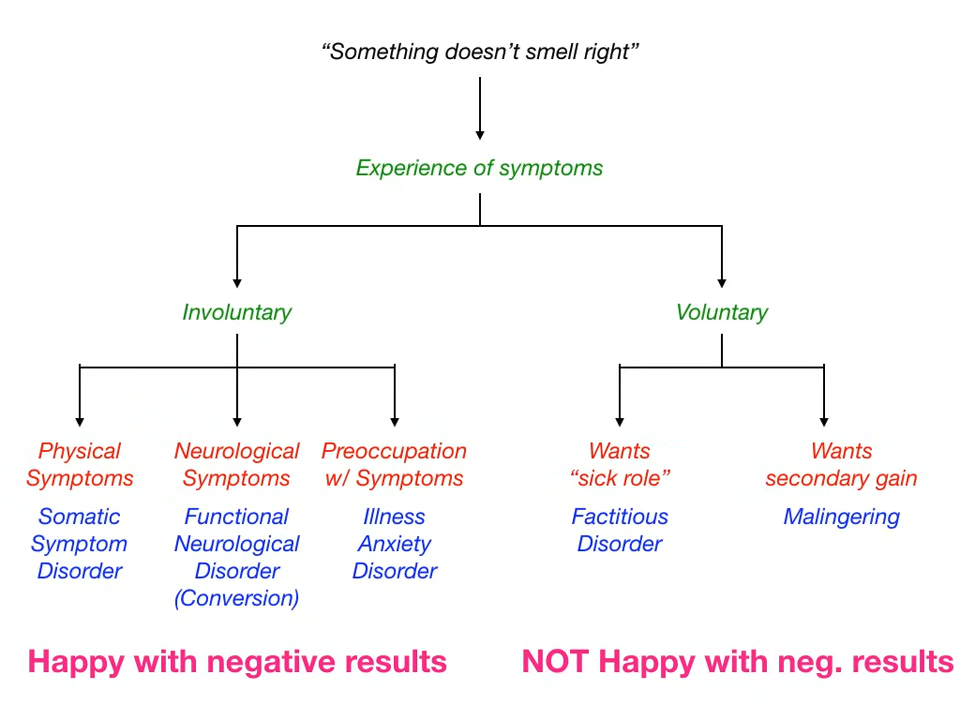 “Something doesn’t smell right”
Experience of symptoms
Involuntary
Voluntary
Physical
Symptoms
Somatic
Symptom
Disorder
Neurological
Symptoms
Functional
Neurological
Disorder
(Conversion)
Preoccupation
w/ Symptoms
Illness
Anxiety
Disorder
Wants
“sick role”
Factitious
Disorder
Wants
secondary gain
Malingering
Happy with negative results
NOT Happy with neg. results